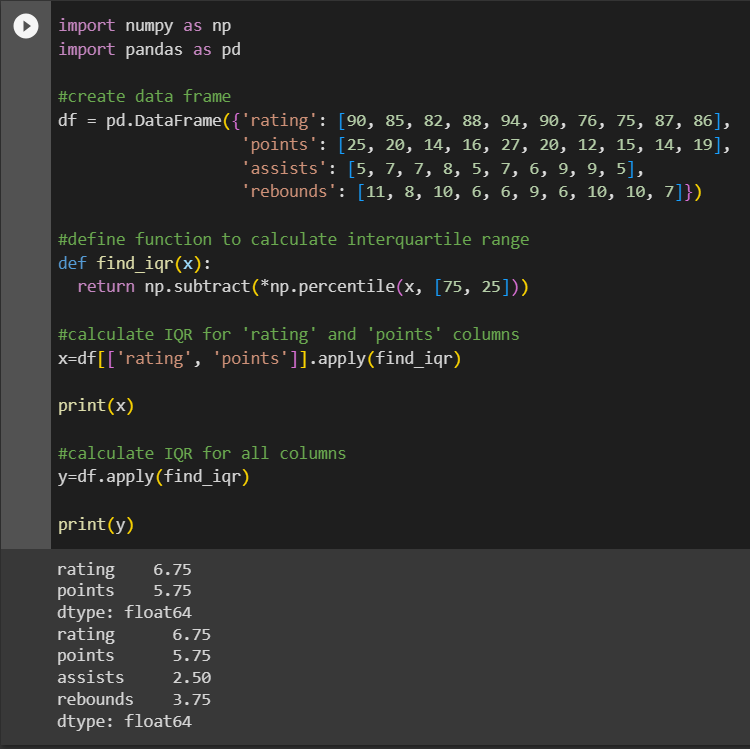 import numpy as np
import pandas as pd
#create data frame
df = pd.DataFrame({'rating': [90, 85, 82, 88, 94, 90, 76, 75, 87, 86],
'points': [25, 20, 14, 16, 27, 20, 12, 15, 14, 19],
'assists': [5, 7, 7, 8, 5, 7, 6, 9, 9, 5],
'rebounds': [11, 8, 10, 6, 6, 9, 6, 10, 10, 7]})
#define function to calculate interquartile range
def find_iqr(x):
  return np.subtract(*np.percentile(x, [75, 25]))
#calculate IQR for 'rating' and 'points' columns
x=df[['rating', 'points']].apply(find_iqr)
print(x)
#calculate IQR for all columns
y=df.apply(find_iqr)
print(y)
rating    6.75
points    5.75
dtype: float64
rating      6.75
points      5.75
assists     2.50
rebounds    3.75
dtype: float64